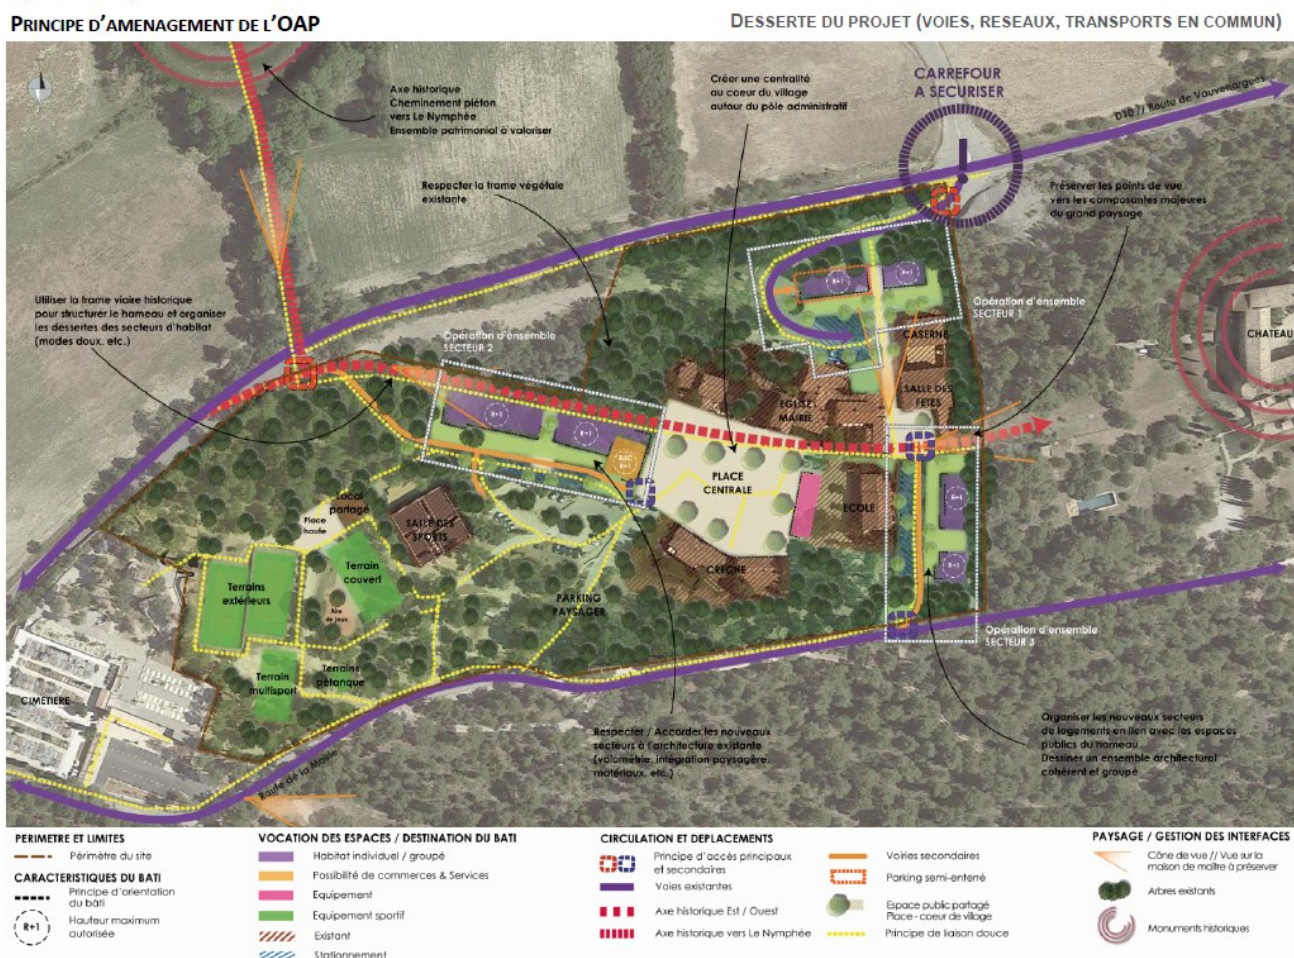 PRINCIPE D'AMENAGEMENT DE L'OAP
DESSERTE DU PROJET (VOIES, RESEAUX, TRANSPORTS EN COMMUN)
Axe historique
Cheminement piéton
vers Le Nymphée
Ensemble patrimonial à valoriser
Créer une centralité
au coeur du village
autour du pôle administratif
CARREFOUR
A SECURISER
D10 // Route de Vauvenargues
Respecter la trame végétale
existante
Préserver les points de vue
vers les composantes majeures
du grand paysage
Utiliser la trame viaire historique
pour structurer le hameau et organiser
les dessertes des secteurs d'habitat
(modes doux, etc.)
Opération d'ensemble
SECTEUR 2
R+1
R+1
Opération d'ensemble
SECTEUR 1
CASERNE
CHATEAU
SALLE DES
FETES
EGLISE
MAIRIE
R+1
R+1
RDC
R+1
PLACE
CENTRALE
ECOLE
R+1
R+1
CRECHE
Local
partagé
Place
haute
SALLE DES
SPORTS
Terrain
couvert
Terrains
extérieurs
Aire
de jeux
PARKING
PAYSAGER
Terrain
multisport
Terrains
pétanque
CIMETIERE
Opération d'ensemble
SECTEUR 3
Route de la Mairie
Respecter / Accorder les nouveaux
secteurs à l'architecture existante
(volumétrie, intégration paysagère,
matériaux, etc.)
Organiser les nouveaux secteurs
de logements en lien avec les espaces
publics du hameau
Dessiner un ensemble architectural
cohérent et groupé
PERIMETRE ET LIMITES
Périmètre du site
CARACTERISTIQUES DU BATI
Principe d'orientation
du bâti
R+1
Hauteur maximum
autorisée
VOCATION DES ESPACES / DESTINATION DU BATI
Habitat individuel / groupé
Possibilité de commerces & Services
Equipement
Equipement sportif
Existant
Stationnement
CIRCULATION ET DEPLACEMENTS
Principe d'accès principaux
et secondaires
Voies existantes
Axe historique Est / Ouest
Axe historique vers Le Nymphée
Voiries secondaires
Parking semi-enterré
Espace public partagé
Place - coeur de village
Principe de liaison douce
PAYSAGE / GESTION DES INTERFACES
Cône de vue // Vue sur la
maison de maître à préserver
Arbres existants
Monuments historiques